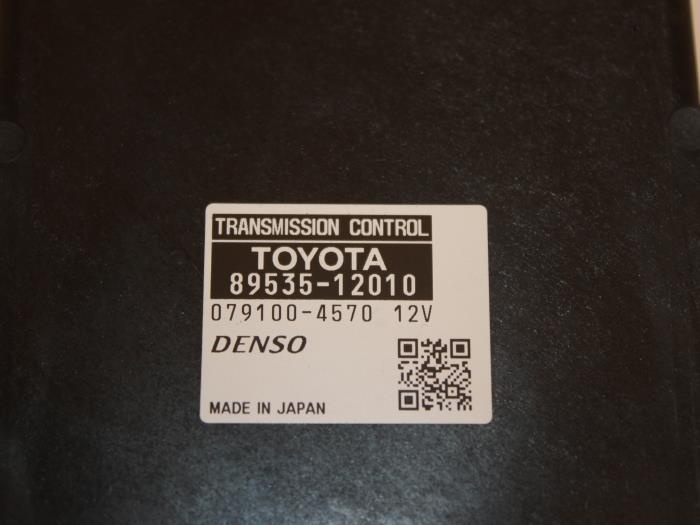 TRANSMISSION CONTROL
TOYOTA
89535-12010
079100-4570 12V
DENSO
MADE IN JAPAN